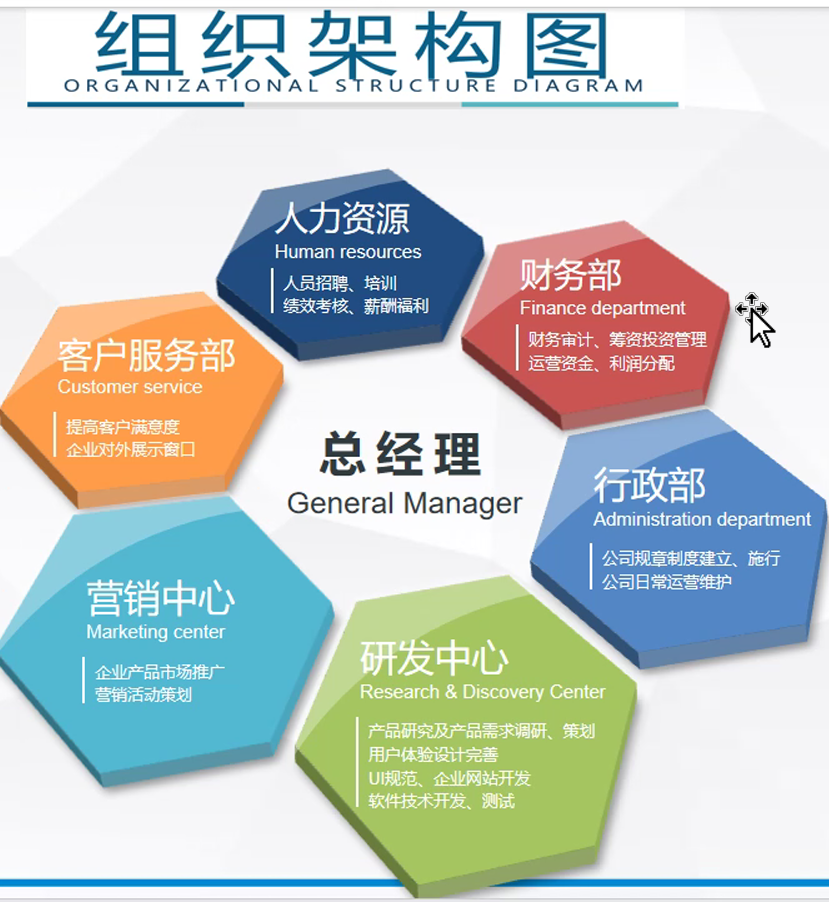 组织架构图
ORGANIZATIONAL STRUCTURE DIAGRAM
人力资源
Human resources
人员招聘、培训
绩效考核、薪酬福利
财务部
Finance department
财务审计、筹资投资管理
运营资金、利润分配
客户服务部
Customer service
提高客户满意度
企业对外展示窗口
总经理
General Manager
行政部
Administration department
公司规章制度建立、施行
公司日常运营维护
营销中心
Marketing center
企业产品市场推广
营销活动策划
研发中心
Research & Discovery Center
产品研究及产品需求调研、策划
用户体验设计完善
UI规范、企业网站开发
软件技术开发、测试